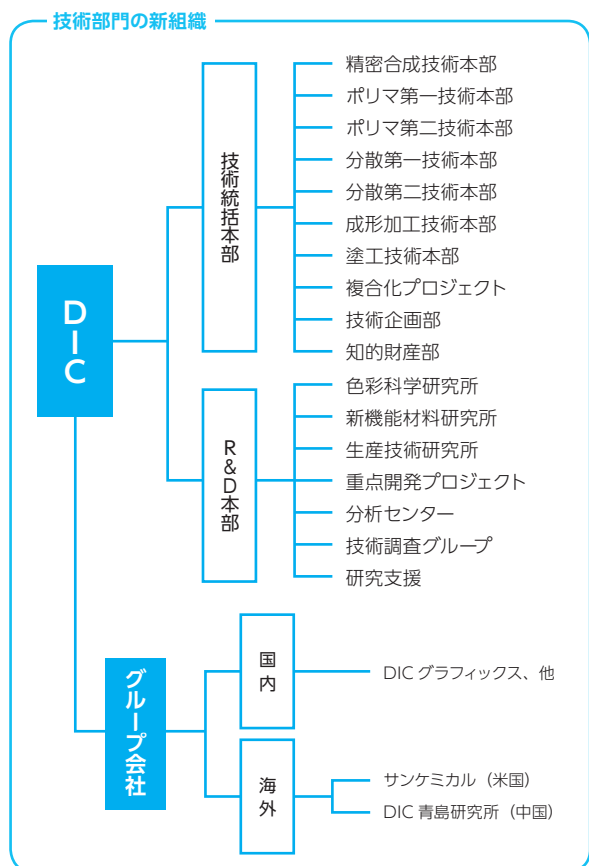 技術部門の新組織
DIC
技術統括本部
精密合成技術本部
ポリマ第一技術本部
ポリマ第二技術本部
分散第一技術本部
分散第二技術本部
成形加工技術本部
塗工技術本部
複合化プロジェクト
技術企画部
知的財産部
R&D本部
色彩科学研究所
新機能材料研究所
生産技術研究所
重点開発プロジェクト
分析センター
技術調査グループ
研究支援
グループ会社
国内
DIC グラフィックス、他
海外
サンケミカル（米国）
DIC 青島研究所（中国）